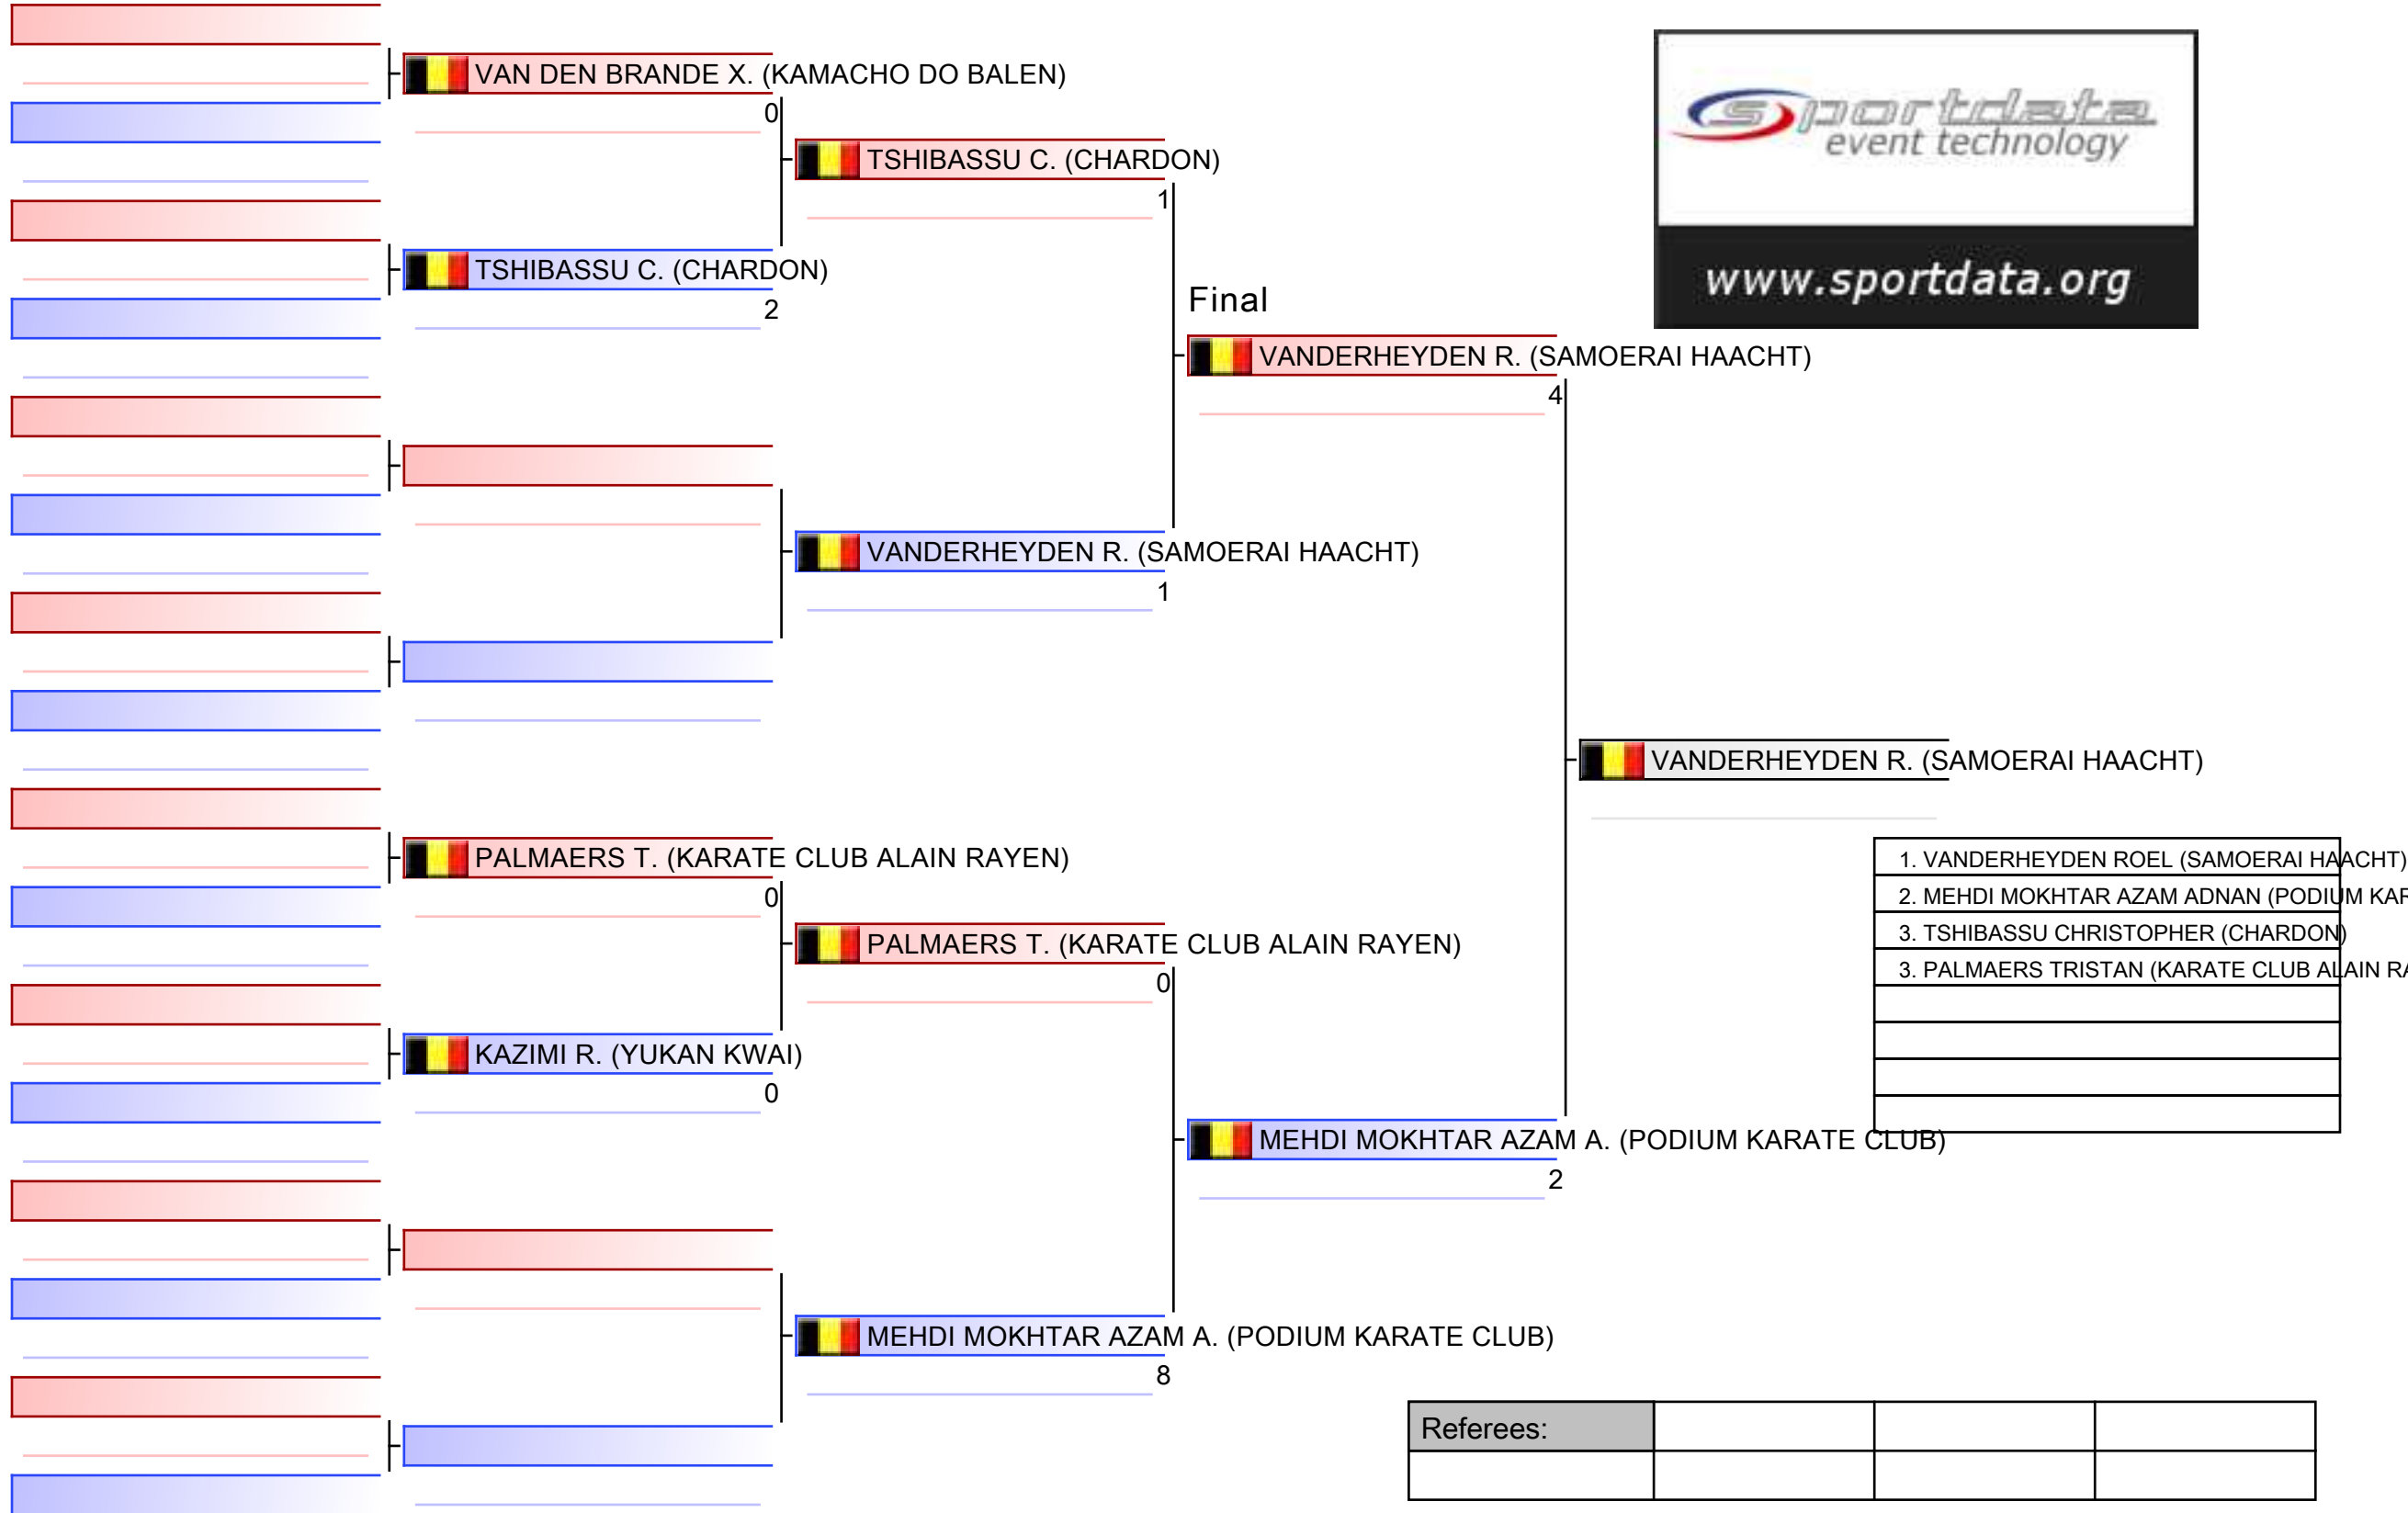 VAN DEN BRANDE X. (KAMACHO DO BALEN)
0
TSHIBASSU C. (CHARDON)
2
TSHIBASSU C. (CHARDON)
1
VANDERHEYDEN R. (SAMOERAI HAACHT)
1
PALMAERS T. (KARATE CLUB ALAIN RAYEN)
0
KAZIMI R. (YUKAN KWAI)
0
PALMAERS T. (KARATE CLUB ALAIN RAYEN)
0
MEHDI MOKHTAR AZAM A. (PODIUM KARATE CLUB)
8
Final
VANDERHEYDEN R. (SAMOERAI HAACHT)
4
MEHDI MOKHTAR AZAM A. (PODIUM KARATE CLUB)
2
VANDERHEYDEN R. (SAMOERAI HAACHT)
sportdata
event technology
www.sportdata.org
1. VANDERHEYDEN ROEL (SAMOERAI HAACHT)
2. MEHDI MOKHTAR AZAM ADNAN (PODIUM
3. TSHIBASSU CHRISTOPHER (CHARDON)
3. PALMAERS TRISTAN (KARATE CLUB ALAIN
Referees: